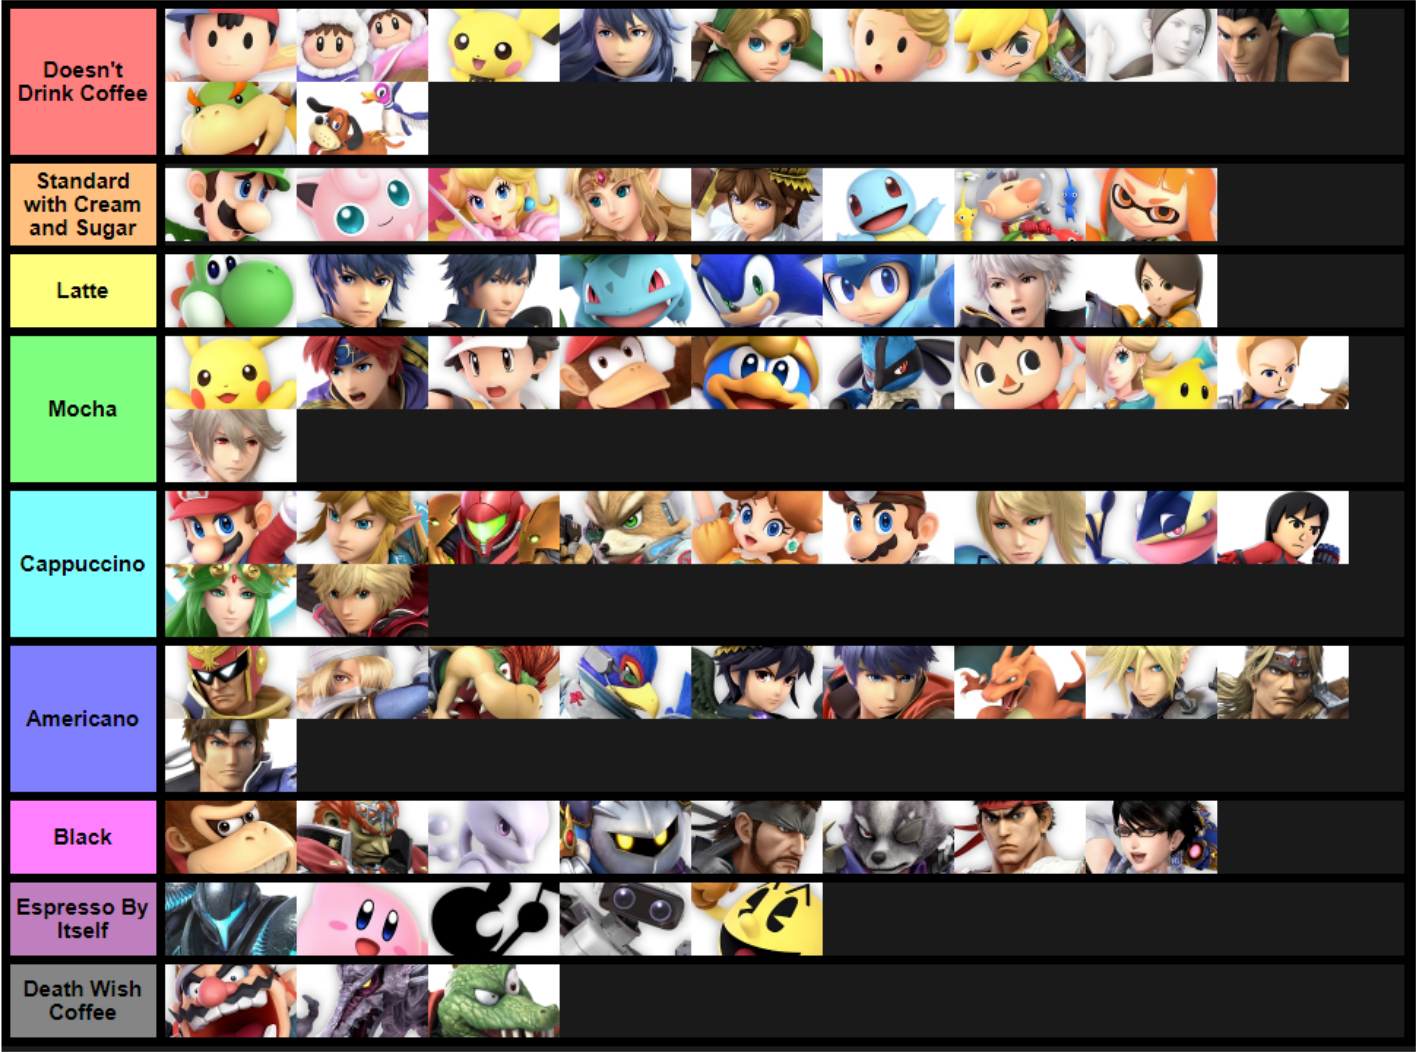 Doesn't
Drink Coffee
Standard
with Cream
and Sugar
Latte
Mocha
Cappuccino
Americano
Black
Espresso By
Itself
Death Wish
Coffee